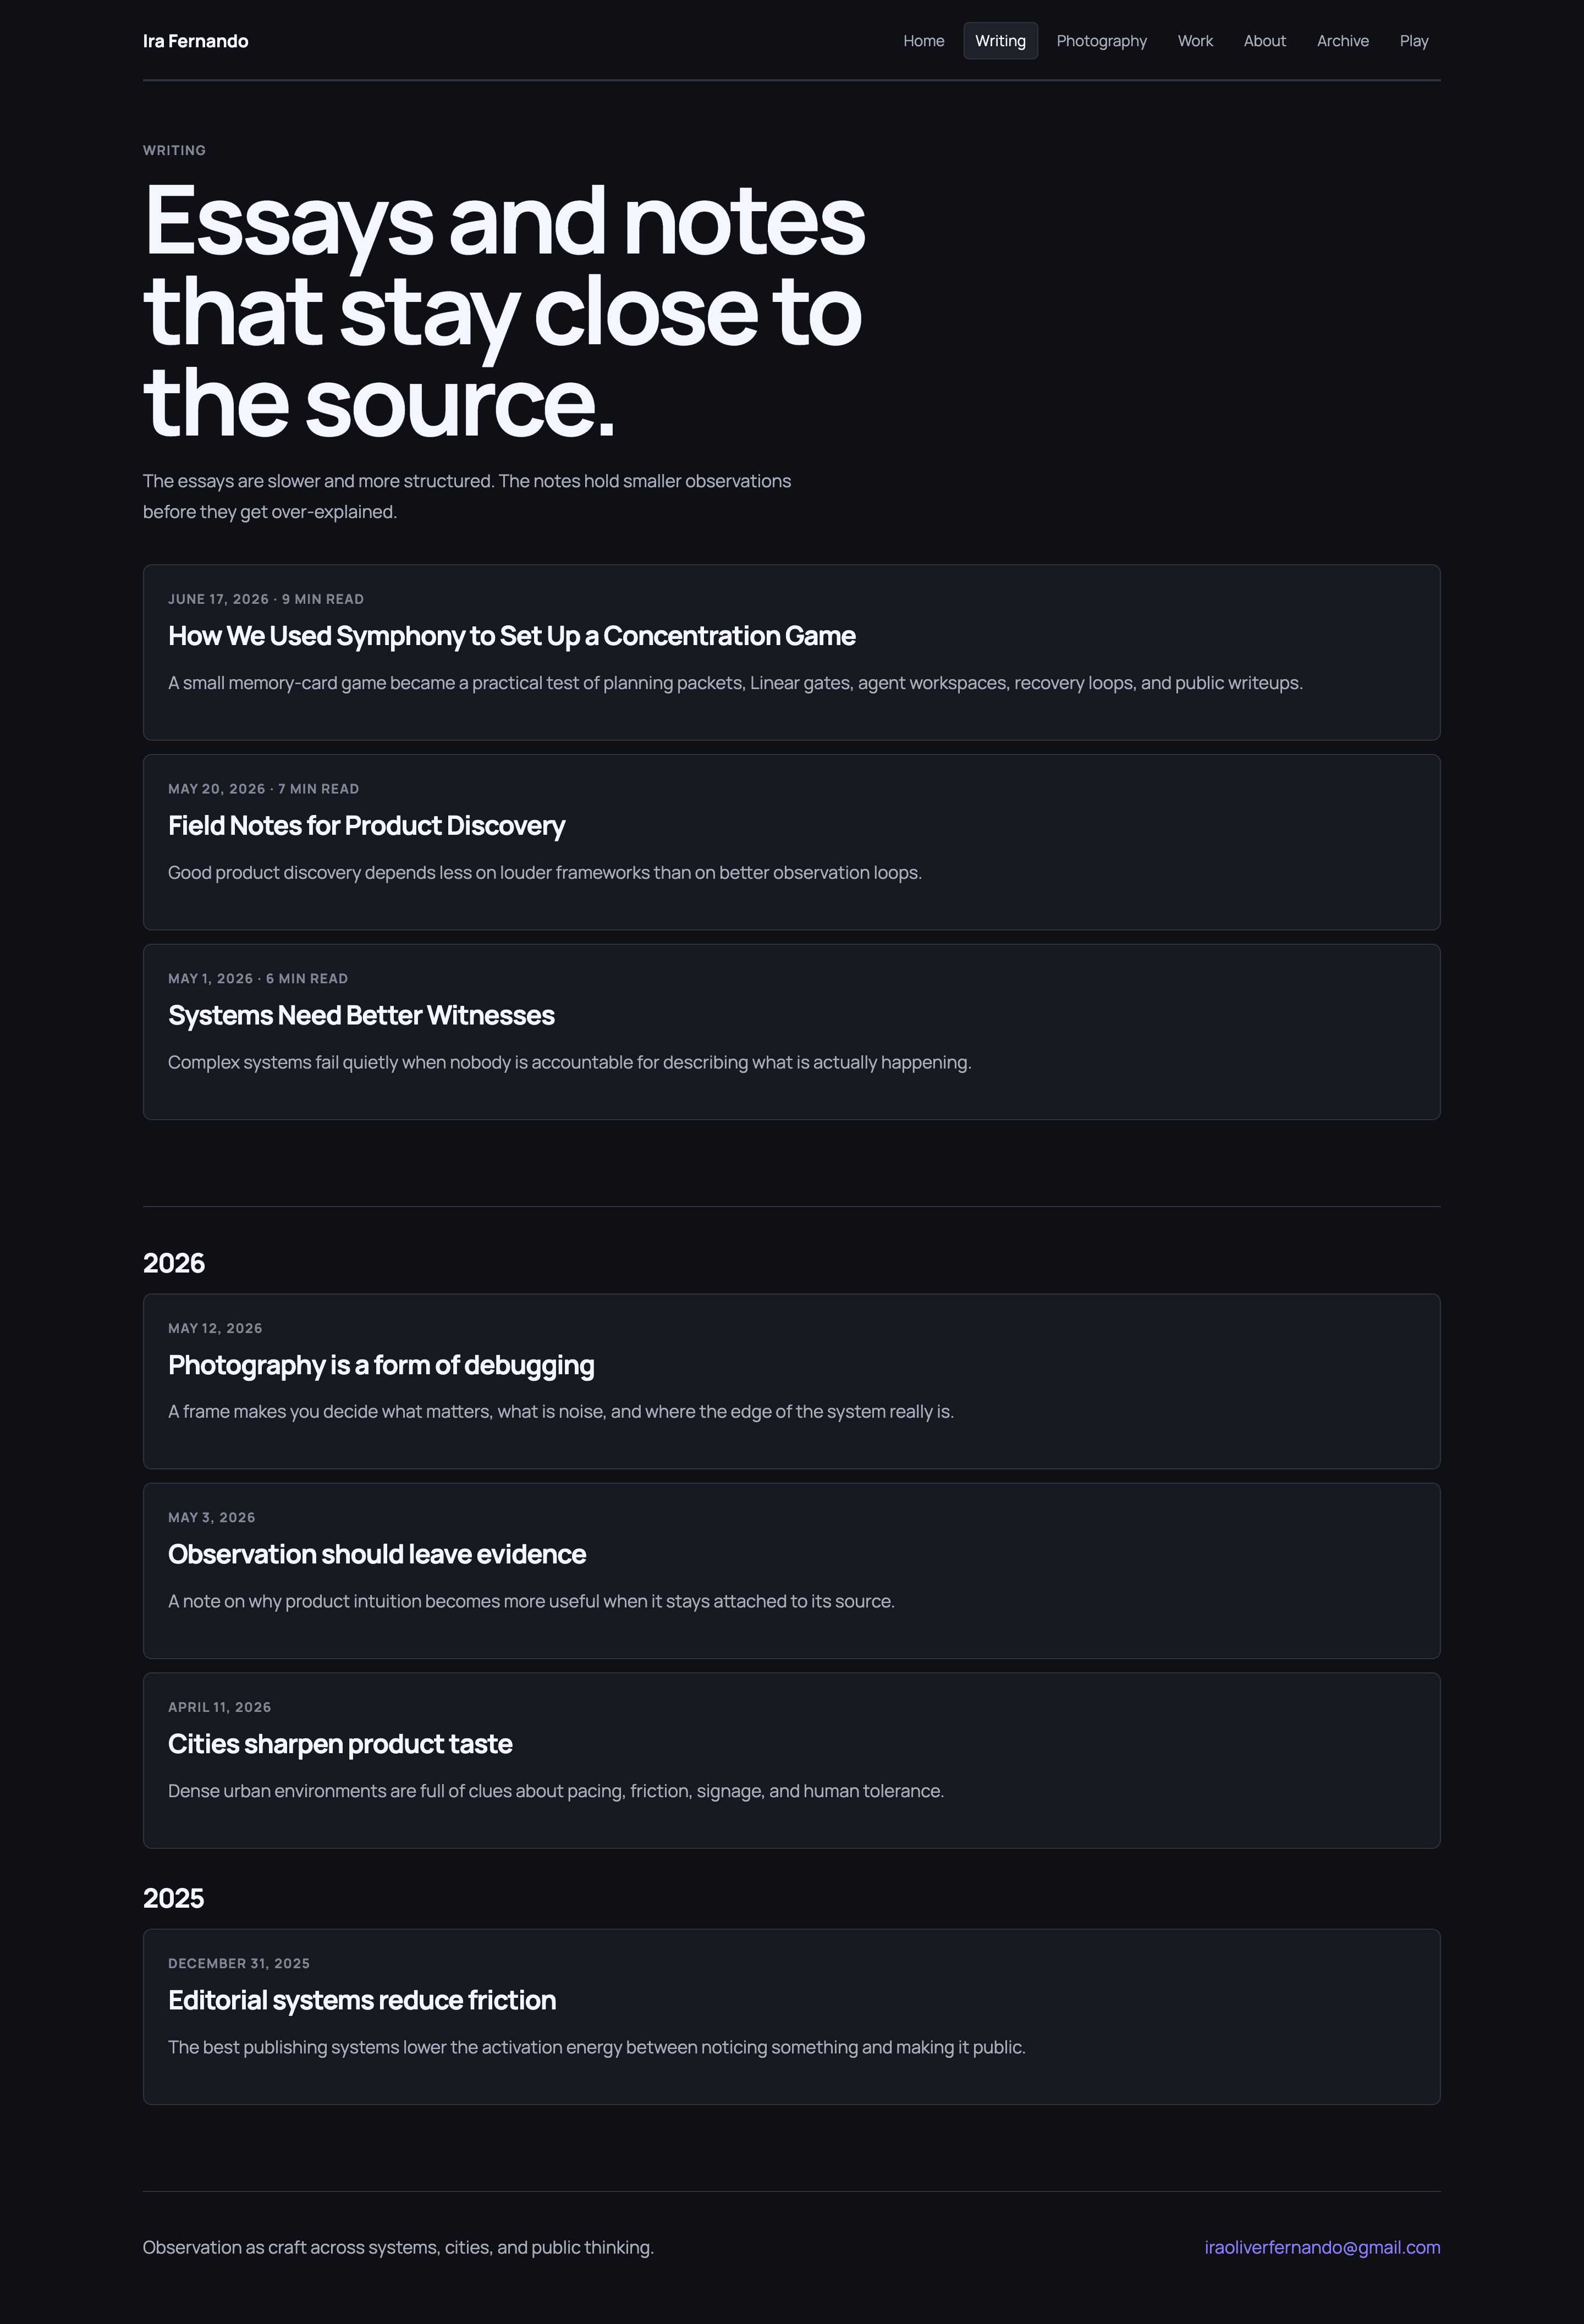 Ira Fernando
Home Writing Photography Work About Archive Play
WRITING
Essays and notes
that stay close to
the source.
The essays are slower and more structured. The notes hold smaller observations
before they get over-explained.
JUNE 17, 2026 · 9 MIN READ
How We Used Symphony to Set Up a Concentration Game
A small memory-card game became a practical test of planning packets, Linear gates, agent workspaces, recovery loops, and public writeups.
MAY 20, 2026 · 7 MIN READ
Field Notes for Product Discovery
Good product discovery depends less on louder frameworks than on better observation loops.
MAY 1, 2026 · 6 MIN READ
Systems Need Better Witnesses
Complex systems fail quietly when nobody is accountable for describing what is actually happening.
2026
MAY 12, 2026
Photography is a form of debugging
A frame makes you decide what matters, what is noise, and where the edge of the system really is.
MAY 3, 2026
Observation should leave evidence
A note on why product intuition becomes more useful when it stays attached to its source.
APRIL 11, 2026
Cities sharpen product taste
Dense urban environments are full of clues about pacing, friction, signage, and human tolerance.
2025
DECEMBER 31, 2025
Editorial systems reduce friction
The best publishing systems lower the activation energy between noticing something and making it public.
Observation as craft across systems, cities, and public thinking.
iraoliverfernando@gmail.com